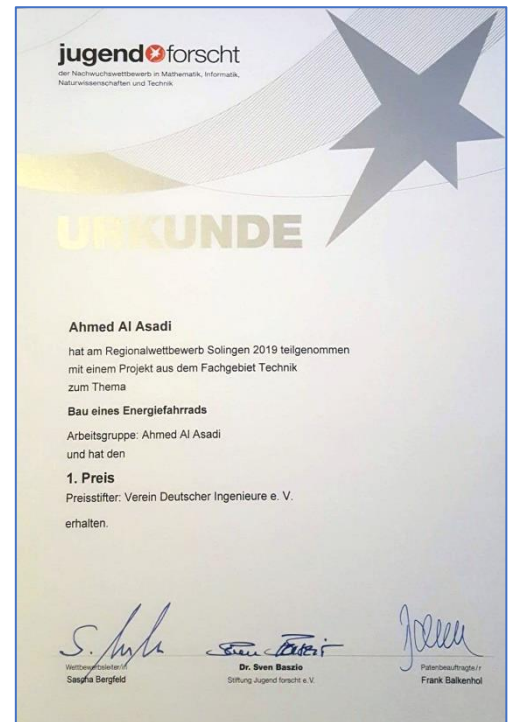 jugend forscht
der Nachwuchswettbewerb in Mathematik, Informatik,
Naturwissenschaften und Technik
URKUNDE
Ahmed Al Asadi
hat am Regionalwettbewerb Solingen 2019 teilgenommen
mit einem Projekt aus dem Fachgebiet Technik
zum Thema
Bau eines Energiefahrrads
Arbeitsgruppe: Ahmed Al Asadi
und hat den
1. Preis
Preisstifter: Verein Deutscher Ingenieure e. V.
erhalten.
Wettbewerbsleiter/in
Sascha Bergfeld
Dr. Sven Baszio
Stiftung Jugend forscht e. V.
Patenbeauftragte/r
Frank Balkenhol